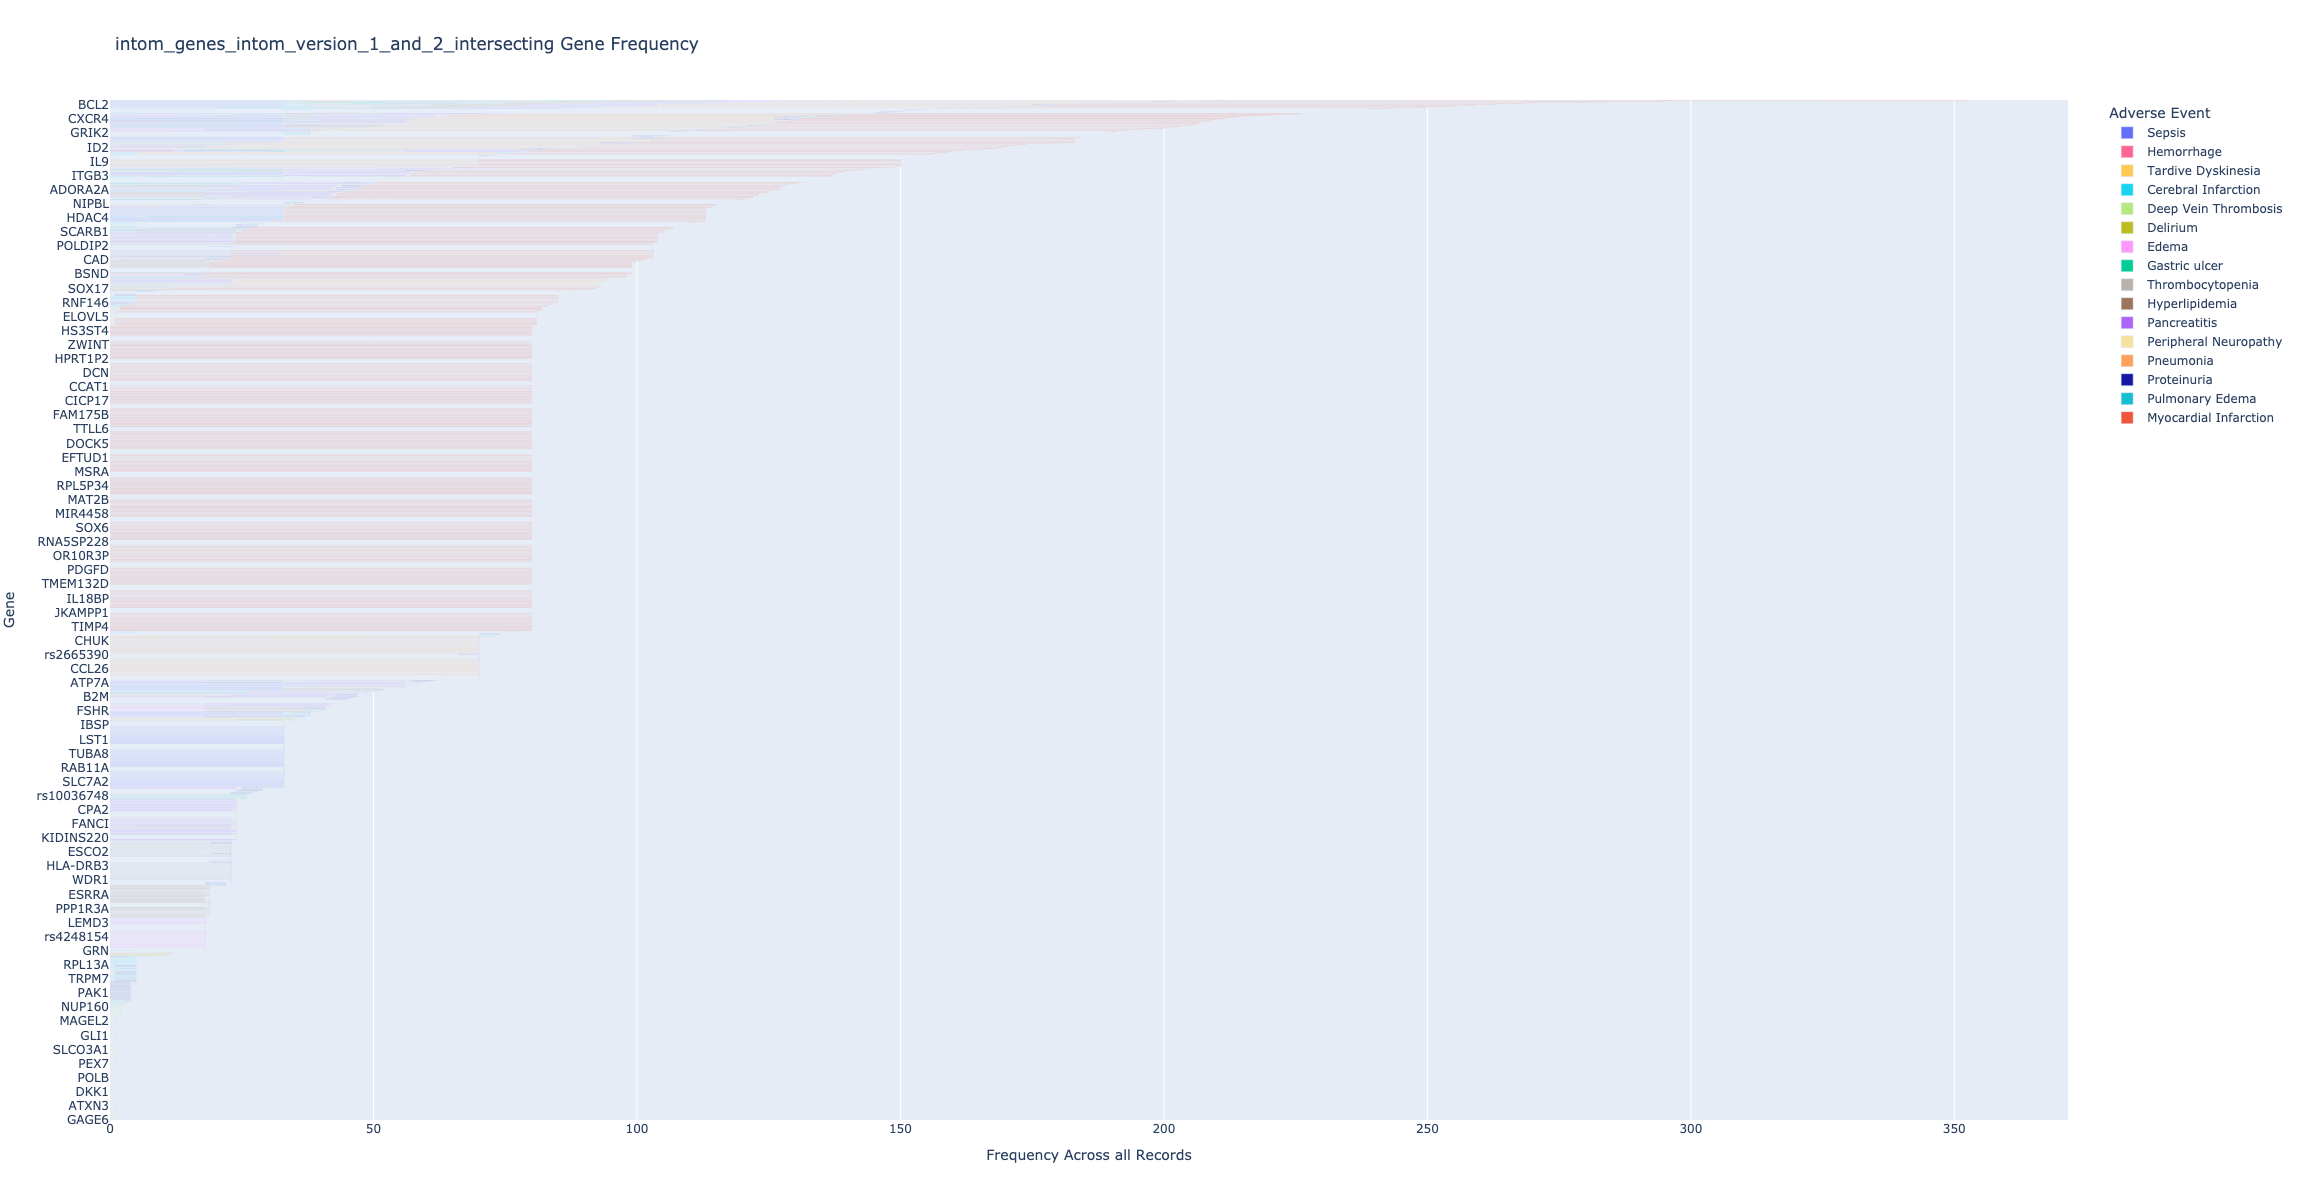 intom_genes_intom_version_1_and_2_intersecting Gene Frequency
BCL2
CXCR4
GRIK2
ID2
IL9
ITGB3
ADORA2A
NIPBL
HDAC4
SCARB1
POLDIP2
CAD
BSND
SOX17
RNF146
ELOVL5
HS3ST4
ZWINT
HPRT1P2
DCN
CCAT1
CICP17
FAM175B
TTLL6
DOCK5
EFTUD1
MSRA
RPL5P34
MAT2B
MIR4458
SOX6
RNA5SP228
OR10R3P
PDGFD
TMEM132D
IL18BP
JKAMPP1
TIMP4
CHUK
rs2665390
CCL26
ATP7A
B2M
FSHR
IBSP
LST1
TUBA8
RAB11A
SLC7A2
rs10036748
CPA2
FANCI
KIDINS220
ESCO2
HLA-DRB3
WDR1
ESRRA
PPP1R3A
LEMD3
rs4248154
GRN
RPL13A
TRPM7
PAK1
NUP160
MAGEL2
GLI1
SLCO3A1
PEX7
POLB
DKK1
ATXN3
GAGE6
Gene
0 50 100 150 200 250 300 350
Frequency Across all Records
Adverse Event
Sepsis
Hemorrhage
Tardive Dyskinesia
Cerebral Infarction
Deep Vein Thrombosis
Delirium
Edema
Gastric ulcer
Thrombocytopenia
Hyperlipidemia
Pancreatitis
Peripheral Neuropathy
Pneumonia
Proteinuria
Pulmonary Edema
Myocardial Infarction